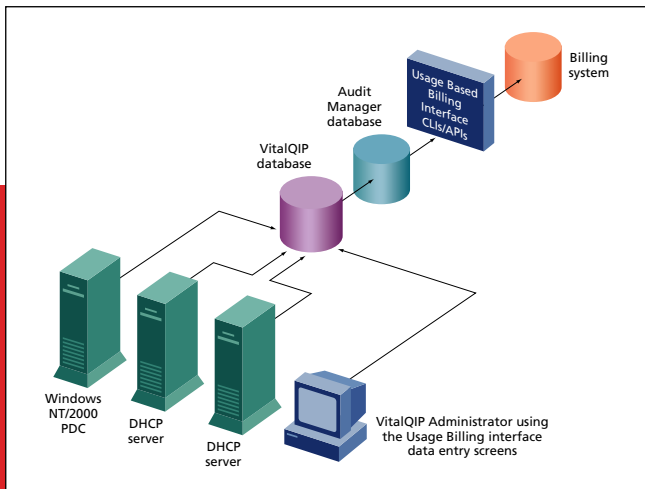 Billing
system
Usage Based
Billing
Interface
CLIs/APIs
Audit
Manager
database
VitalQIP
database
Windows
NT/2000
PDC
DHCP
server
DHCP
server
VitalQIP Administrator using
the Usage Billing interface
data entry screens